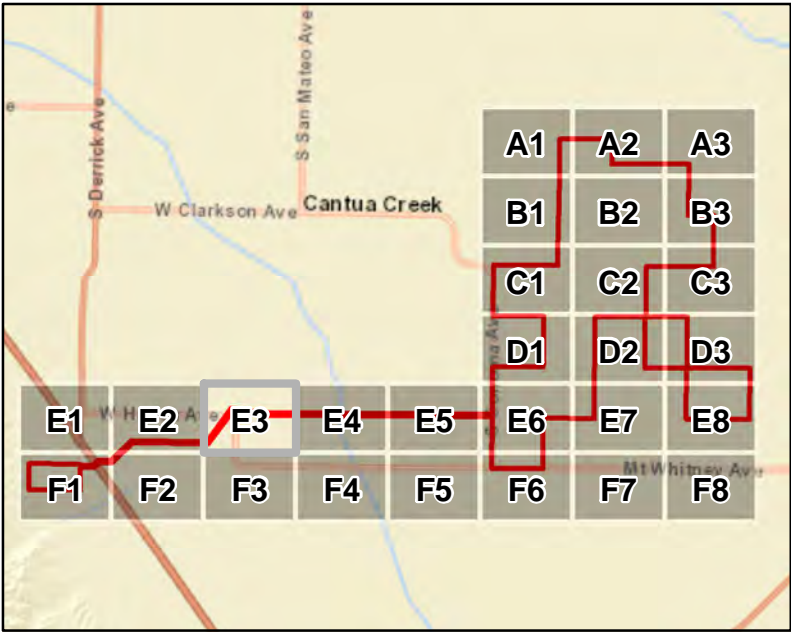 S San Mateo Ave
e
S Derrick Ave
A1 A2 A3
W Clarkson Ave Cantua Creek
B1 B2 B3
C1 C2 C3
D1 D2 D3
E1 E2 E3 E4 E5 E6 E7 E8
Mt Whitney Ave
F1 F2 F3 F4 F5 F6 F7 F8